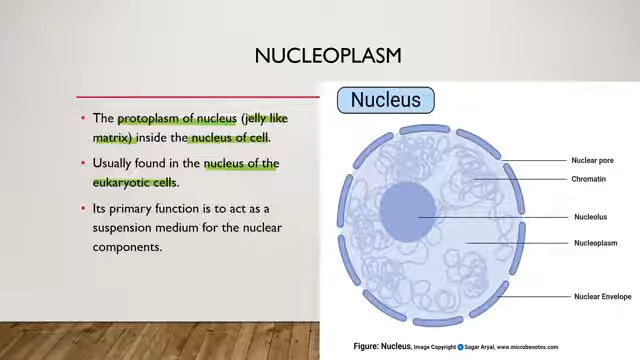 NUCLEOPLASM
• The protoplasm of nucleus (jelly like
matrix) inside the nucleus of cell.
• Usually found in the nucleus of the
eukaryotic cells.
• Its primary function is to act as a
suspension medium for the nuclear
components.
Nucleus
Nuclear pore
Chromatin
Nucleolus
Nucleoplasm
Nuclear Envelope
Figure: Nucleus, Image Copyright Sagar Aryal, www.microbenotes.com